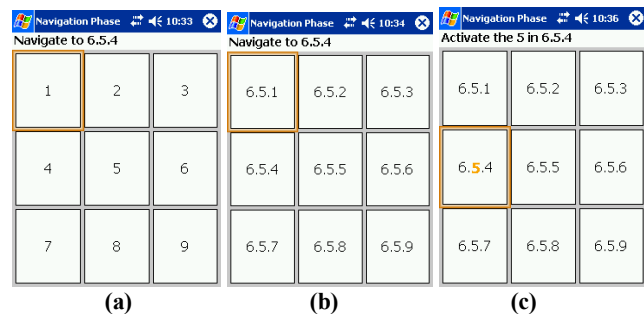 Navigation Phase 10:33
Navigate to 6.5.4
1 2 3
4 5 6
7 8 9
(a)
Navigation Phase 10:34
Navigate to 6.5.4
6.5.1 6.5.2 6.5.3
6.5.4 6.5.5 6.5.6
6.5.7 6.5.8 6.5.9
(b)
Navigation Phase 10:36
Activate the 5 in 6.5.4
6.5.1 6.5.2 6.5.3
6.5.4 6.5.5 6.5.6
6.5.7 6.5.8 6.5.9
(c)